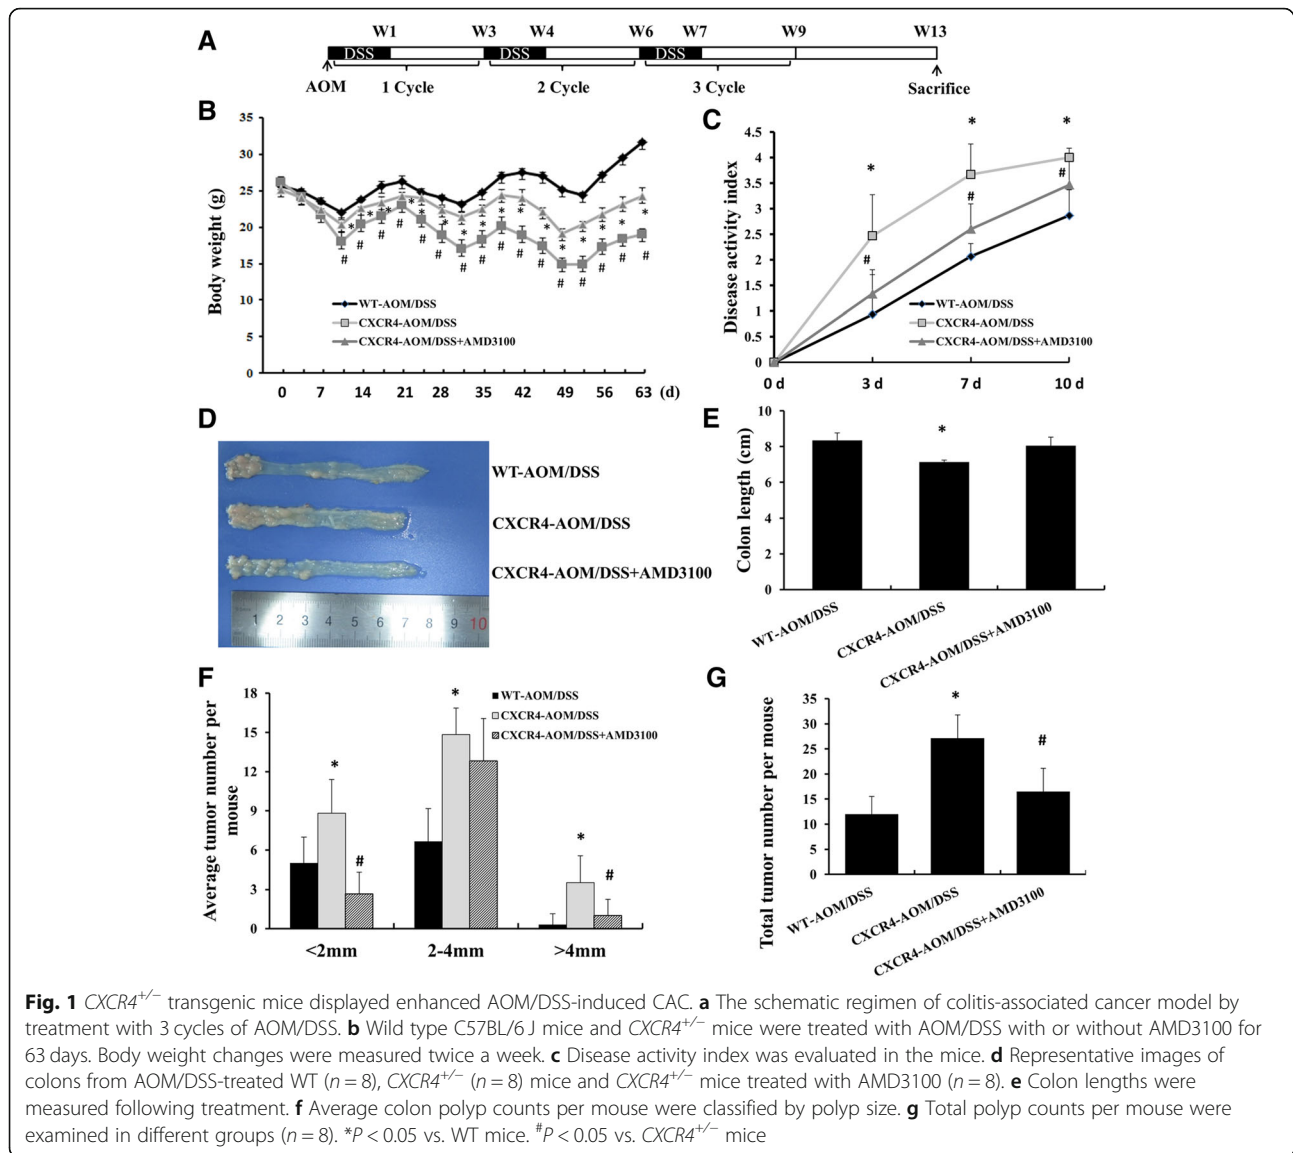 A
W1 W3 W4 W6 W7 W9 W13
DSS DSS DSS
AOM 1 Cycle 2 Cycle 3 Cycle Sacrifice
B
Body weight (g)
35
30
25
20
15
10
5
0
* * * * * * * * * * * * * *
# # # # # # # # # # # # # #
WT-AOM/DSS
CXCR4-AOM/DSS
CXCR4-AOM/DSS+AMD3100
0 7 14 21 28 35 42 49 56 63 (d)
C
Disease activity index
4.5
4
3.5
3
2.5
2
1.5
1
0.5
0
* * *
# # #
WT-AOM/DSS
CXCR4-AOM/DSS
CXCR4-AOM/DSS+AMD3100
0 d 3 d 7 d 10 d
D
WT-AOM/DSS
CXCR4-AOM/DSS
CXCR4-AOM/DSS+AMD3100
1 2 3 4 5 6 7 8 9 10
E
Colon length (cm)
10
8
6
4
2
0
*
WT-AOM/DSS
CXCR4-AOM/DSS
CXCR4-AOM/DSS+AMD3100
F
Average tumor number per
mouse
18
15
12
9
6
3
0
WT-AOM/DSS
CXCR4-AOM/DSS
CXCR4-AOM/DSS+AMD3100
* # * * #
<2mm 2-4mm >4mm
G
Total tumor number per mouse
35
30
25
20
15
10
5
0
* #
WT-AOM/DSS
CXCR4-AOM/DSS
CXCR4-AOM/DSS+AMD3100
Fig. 1 CXCR4+/− transgenic mice displayed enhanced AOM/DSS-induced CAC. a The schematic regimen of colitis-associated cancer model by
treatment with 3 cycles of AOM/DSS. b Wild type C57BL/6 J mice and CXCR4+/− mice were treated with AOM/DSS with or without AMD3100 for
63 days. Body weight changes were measured twice a week. c Disease activity index was evaluated in the mice. d Representative images of
colons from AOM/DSS-treated WT (n = 8), CXCR4+/− (n = 8) mice and CXCR4+/− mice treated with AMD3100 (n = 8). e Colon lengths were
measured following treatment. f Average colon polyp counts per mouse were classified by polyp size. g Total polyp counts per mouse were
examined in different groups (n = 8). *P < 0.05 vs. WT mice. #P < 0.05 vs. CXCR4+/− mice